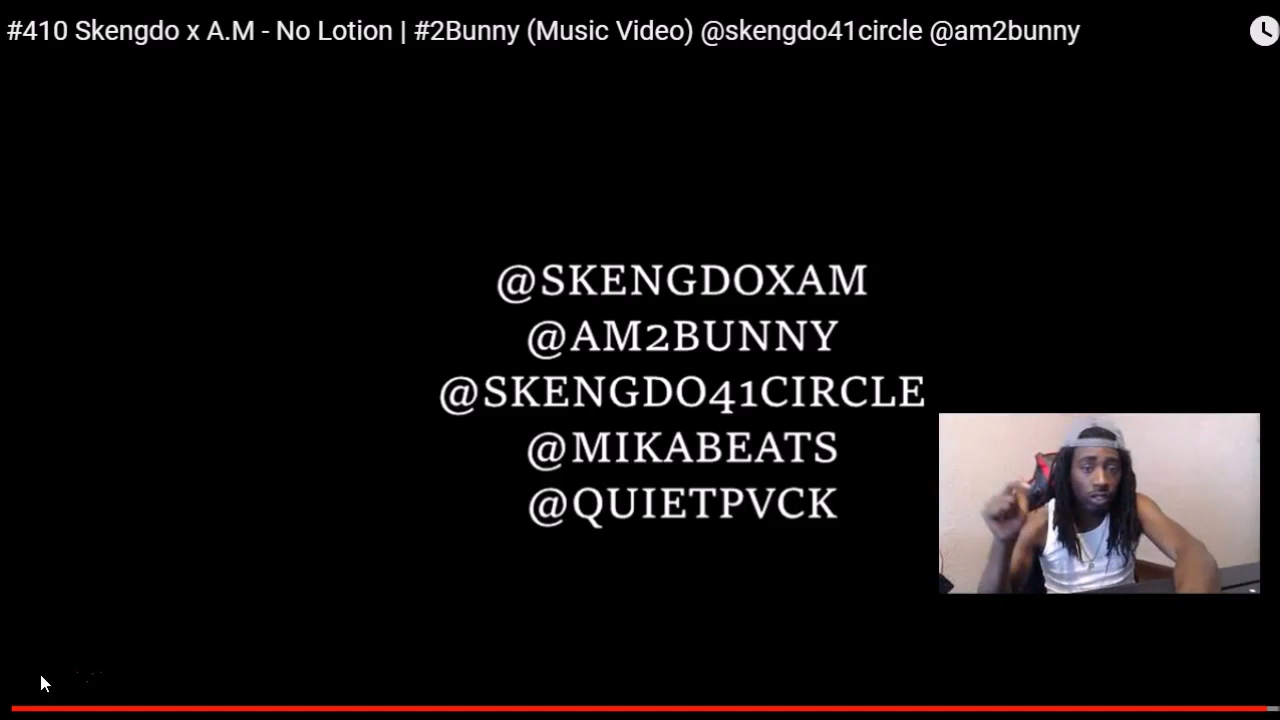 #410 Skengdo x A.M - No Lotion | #2Bunny (Music Video) @skengdo41circle @am2bunny
@SKENGDOXAM
@AM2BUNNY
@SKENGDO41CIRCLE
@MIKABEATS
@QUIETPVCK